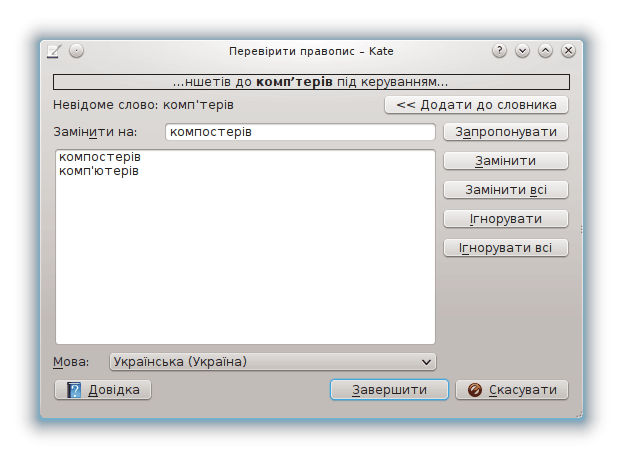 Перевірити правопис – Kate
...ншетів до комп’терів під керуванням...
Невідоме слово: комп'терів
<< Додати до словника
Замінити на: компостерів
Запропонувати
компостерів
комп'ютерів
Замінити
Замінити всі
Ігнорувати
Ігнорувати всі
Мова: Українська (Україна)
Довідка
Завершити
Скасувати